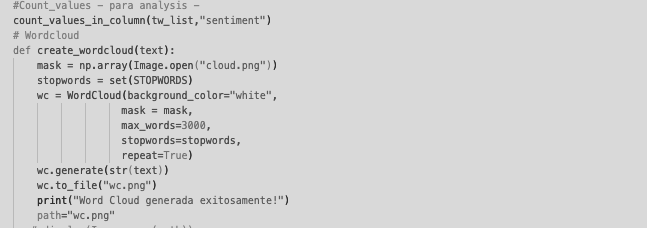 #Count_values - para analysis -
count_values_in_column(tw_list,"sentiment")
# Wordcloud
def create_wordcloud(text):
    mask = np.array(Image.open("cloud.png"))
    stopwords = set(STOPWORDS)
    wc = WordCloud(background_color="white",
                  mask = mask,
                  max_words=3000,
                  stopwords=stopwords,
                  repeat=True)
    wc.generate(str(text))
    wc.to_file("wc.png")
    print("Word Cloud generada exitosamente!")
    path="wc.png"